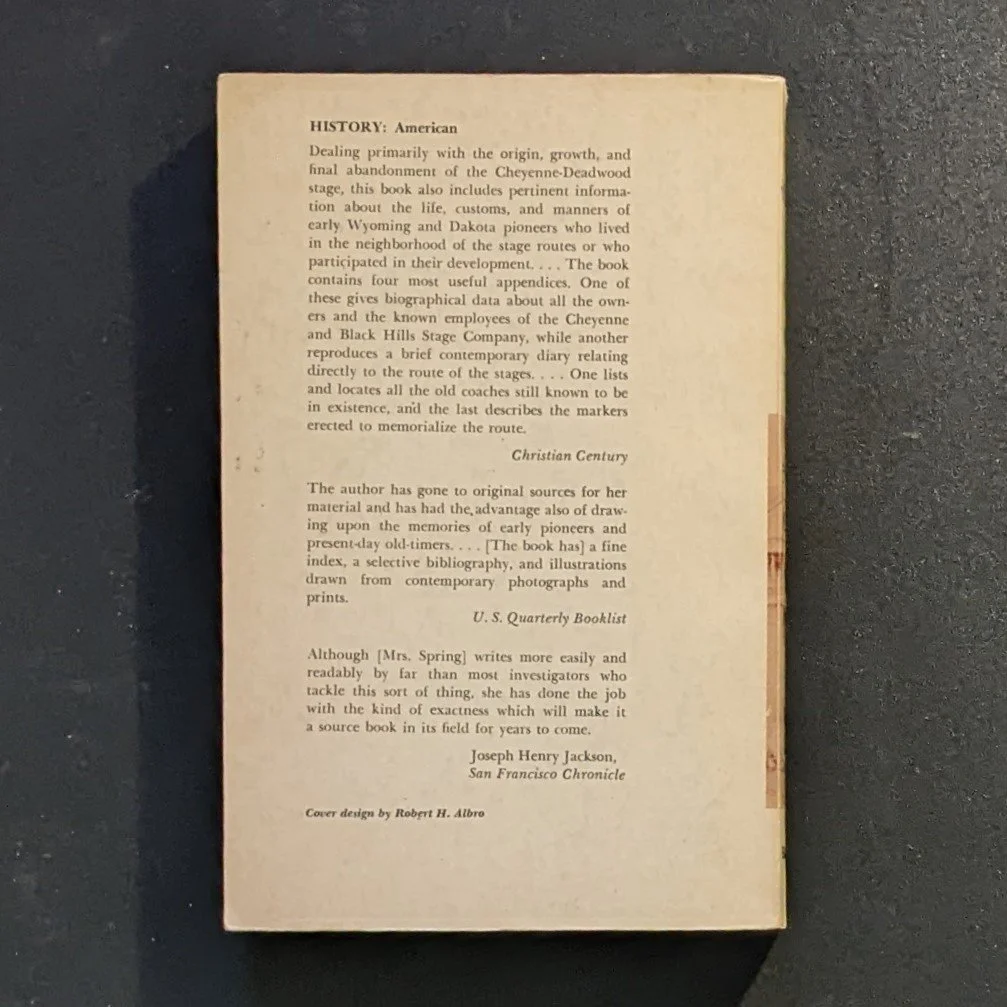 HISTORY: American
Dealing primarily with the origin, growth, and
final abandonment of the Cheyenne-Deadwood
stage, this book also includes pertinent informa-
tion about the life, customs, and manners of
early Wyoming and Dakota pioneers who lived
in the neighborhood of the stage routes or who
participated in their development. . . . The book
contains four most useful appendices. One of
these gives biographical data about all the own-
ers and the known employees of the Cheyenne
and Black Hills Stage Company, while another
reproduces a brief contemporary diary relating
directly to the route of the stages. . . . One lists
and locates all the old coaches still known to be
in existence, and the last describes the markers
erected to memorialize the route.
Christian Century
The author has gone to original sources for her
material and has had the advantage also of draw-
ing upon the memories of early pioneers and
present-day old-timers. . . . [The book has] a fine
index, a selective bibliography, and illustrations
drawn from contemporary photographs and
prints.
U. S. Quarterly Booklist
Although [Mrs. Spring] writes more easily and
readably by far than most investigators who
tackle this sort of thing, she has done the job
with the kind of exactness which will make it
a source book in its field for years to come.
Joseph Henry Jackson,
San Francisco Chronicle
Cover design by Robert H. Albro